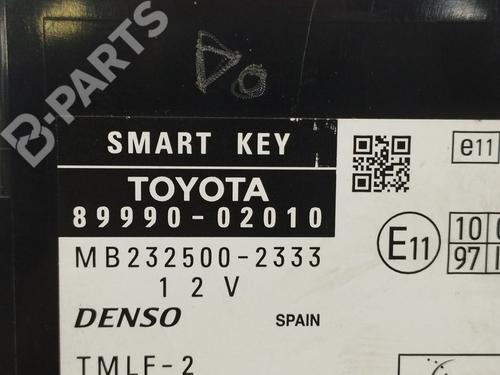 B-PARTS
SMART KEY
TOYOTA
89990-02010
MB232500-2333
12V
DENSO SPAIN
TMLF-2
e11
E11
10
97